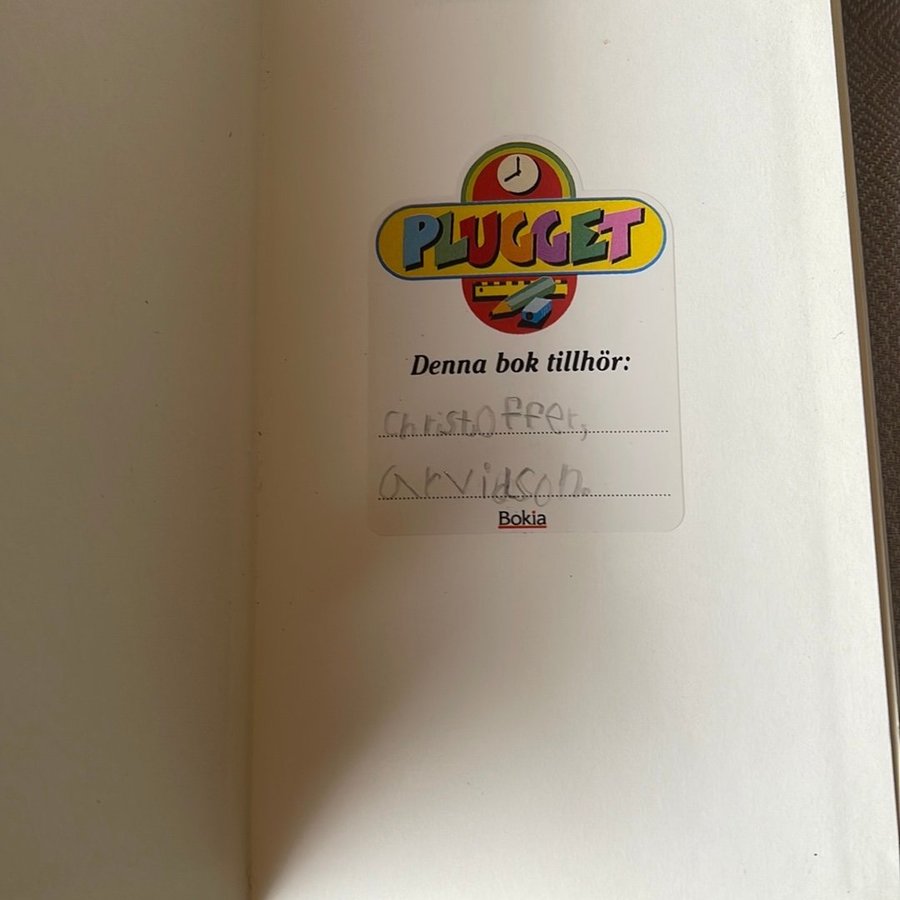 PLUGGET
Denna bok tillhör:
Christoffer,
arvidson.
Bokia